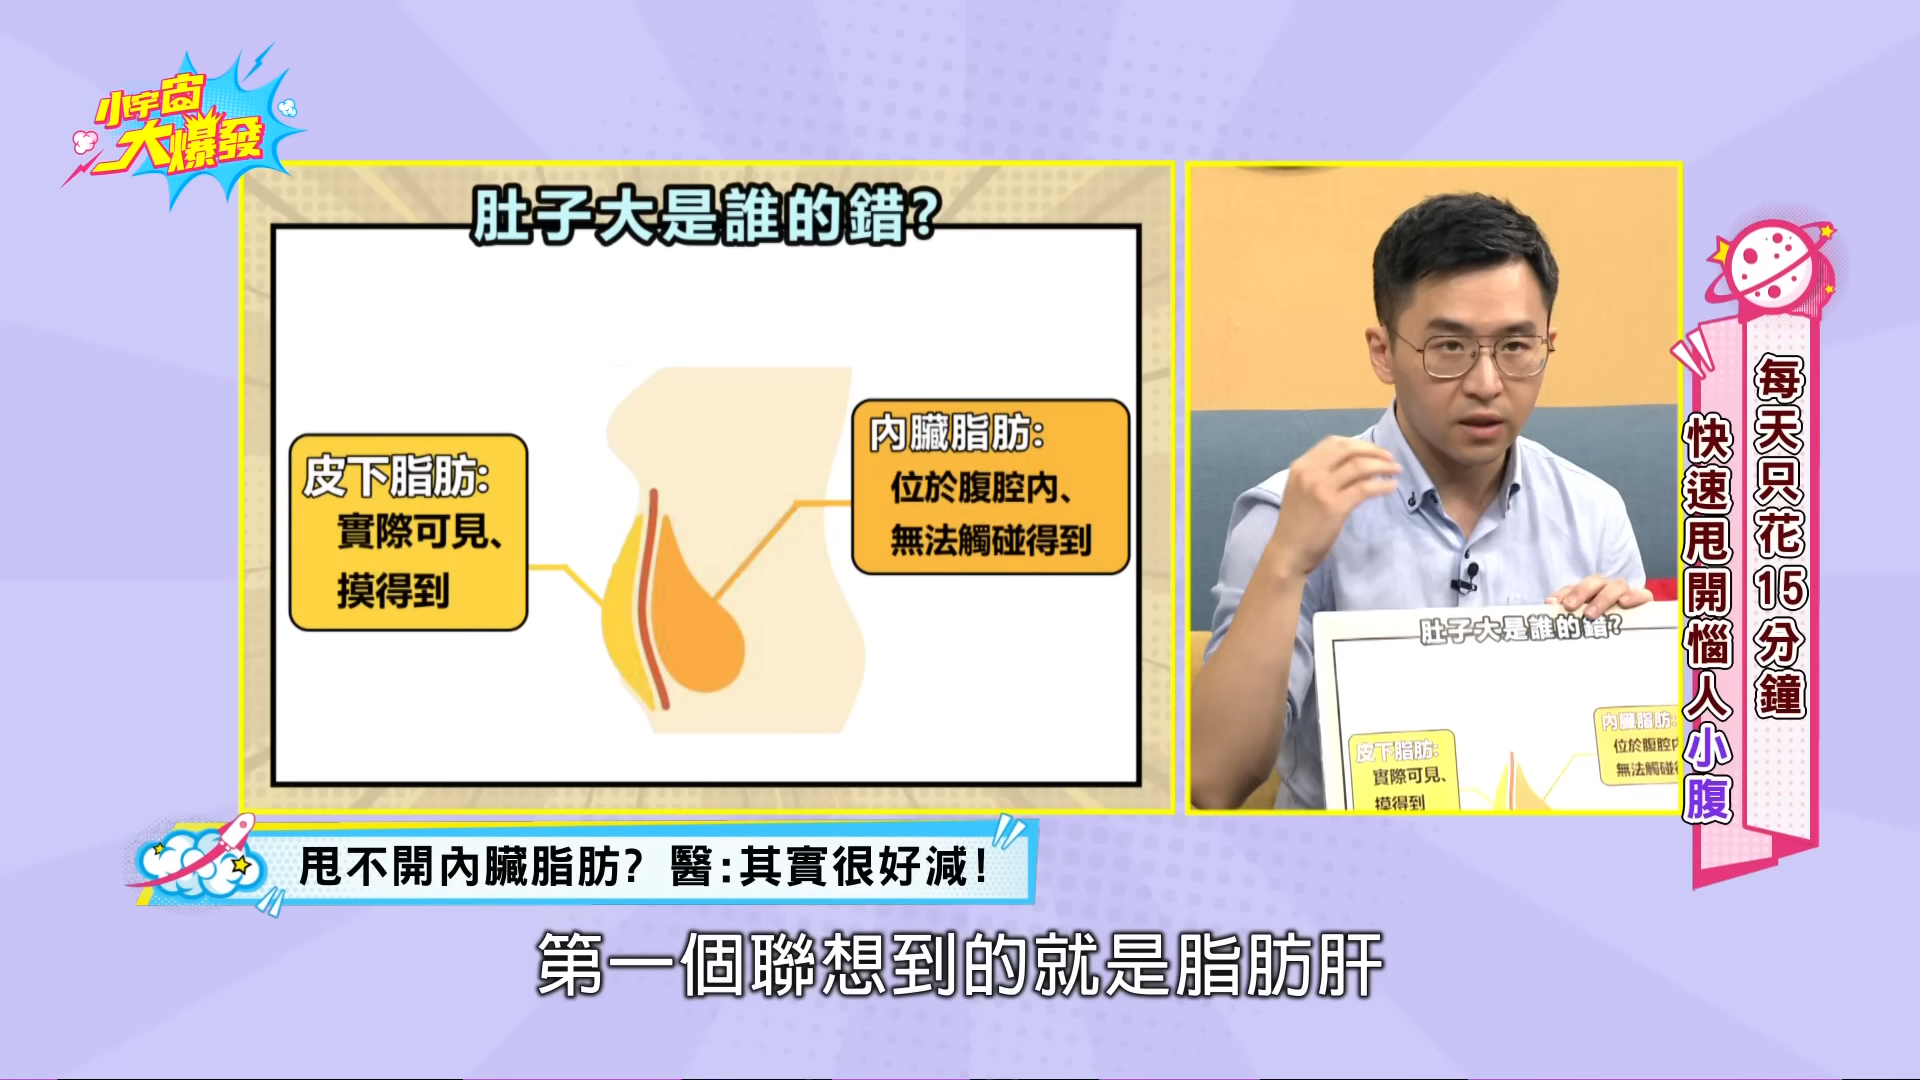 小宇宙
大爆發
肚子大是誰的錯?
皮下脂肪:
實際可見、
摸得到
內臟脂肪:
位於腹腔內、
無法觸碰得到
肚子大是誰的錯?
皮下脂肪:
實際可見、
摸得到
內臟脂肪:
位於腹腔內
無法觸碰
每天只花15分鐘
快速甩開惱人小腹
甩不開內臟脂肪? 醫:其實很好減!
第一個聯想到的就是脂肪肝